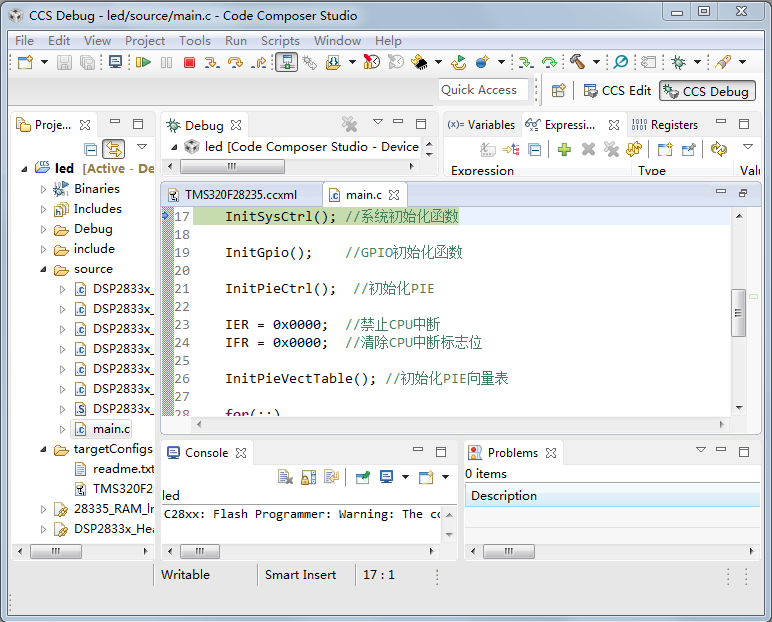 CCS Debug - led/source/main.c - Code Composer Studio
File Edit View Project Tools Run Scripts Window Help
Quick Access
CCS Edit
CCS Debug
Proje...
led [Active - De
Binaries
Includes
Debug
include
source
DSP2833x_
DSP2833x_
DSP2833x_
DSP2833x_
DSP2833x_
DSP2833x_
DSP2833x_
main.c
targetConfigs
readme.txt
TMS320F2
28335_RAM_lr
DSP2833x_Hea
Debug
led [Code Composer Studio - Device
(x)= Variables
Expressi...
Registers
Expression Type Valu
TMS320F28235.ccxml
main.c
17 InitSysCtrl(); //系统初始化函数
18
19 InitGpio(); //GPIO初始化函数
20
21 InitPieCtrl(); //初始化PIE
22
23 IER = 0x0000; //禁止CPU中断
24 IFR = 0x0000; //清除CPU中断标志位
25
26 InitPieVectTable(); //初始化PIE向量表
27
28 for(;;)
Console
led
C28xx: Flash Programmer: Warning: The co
Problems
0 items
Description
Writable Smart Insert 17 : 1